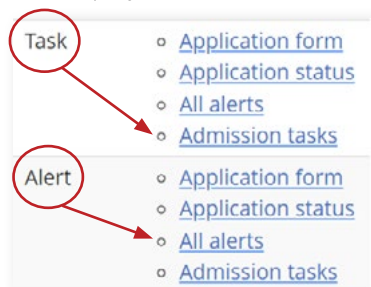 Task
Application form
Application status
All alerts
Admission tasks
Alert
Application form
Application status
All alerts
Admission tasks